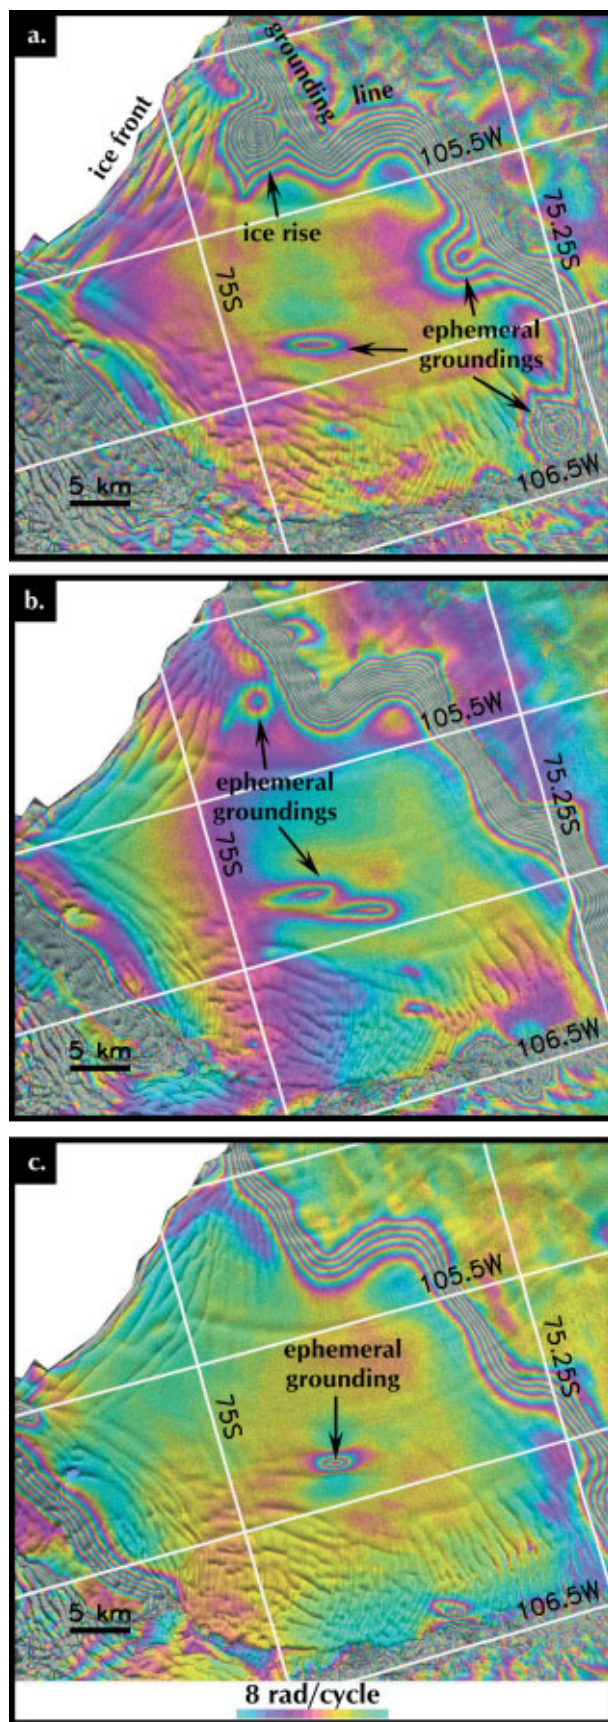 a.
grounding
line
ice front
105.5W
ice rise
75S
75.25S
ephemeral
groundings
106.5W
5 km
b.
105.5W
75.25S
ephemeral
groundings
75S
106.5W
5 km
c.
105.5W
75.25S
ephemeral
grounding
75S
106.5W
5 km
8 rad/cycle